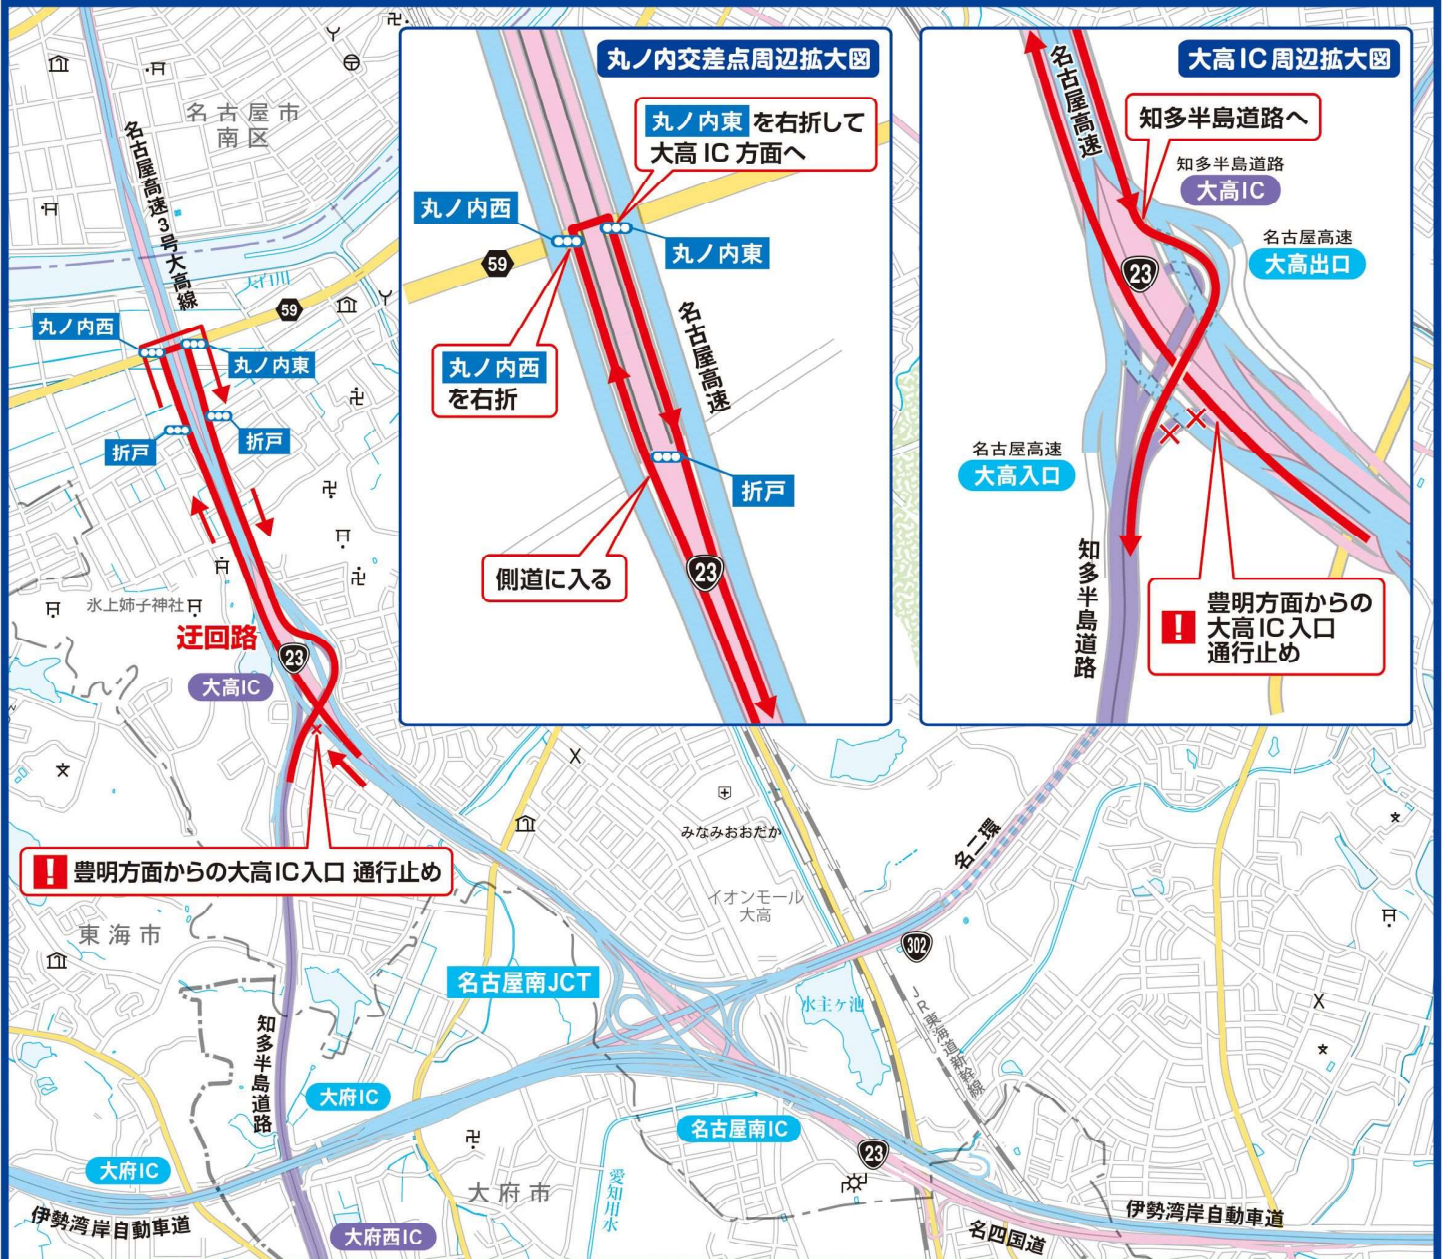 名古屋市
南区
名古屋高速3号大高線
天白川
59
丸ノ内西
丸ノ内東
折戸
折戸
氷上姉子神社
迂回路
23
大高IC
! 豊明方面からの大高IC入口 通行止め
東海市
知多半島道路
大府IC
大府IC
伊勢湾岸自動車道
大府西IC
大府市
愛知川水
名古屋南JCT
名古屋南IC
23
名四国道
伊勢湾岸自動車道
みなみおおだか
イオンモール
大高
水主ヶ池
JR東海道新幹線
302
名二環
丸ノ内交差点周辺拡大図
丸ノ内東 を右折して
大高IC方面へ
丸ノ内西
丸ノ内東
59
名古屋高速
丸ノ内西
を右折
折戸
側道に入る
23
大高IC周辺拡大図
名古屋高速
知多半島道路へ
知多半島道路
大高IC
名古屋高速
大高出口
23
名古屋高速
大高入口
知多半島道路
! 豊明方面からの
大高IC入口
通行止め